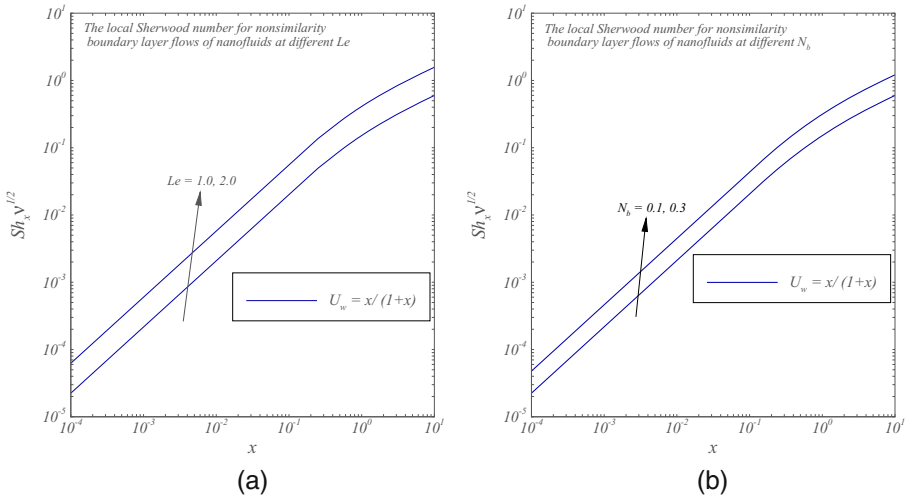 The local Sherwood number for nonsimilarity
boundary layer flows of nanofluids at different Le
10^1
10^0
10^-1
10^-2
10^-3
10^-4
10^-5
Sh_x ν^1/2
Le = 1.0, 2.0
U_w = x/ (1+x)
10^-4
10^-3
10^-2
10^-1
10^0
10^1
x
(a)
The local Sherwood number for nonsimilarity
boundary layer flows of nanofluids at different N_b
10^1
10^0
10^-1
10^-2
10^-3
10^-4
10^-5
Sh_x ν^1/2
N_b = 0.1, 0.3
U_w = x/ (1+x)
10^-4
10^-3
10^-2
10^-1
10^0
10^1
x
(b)